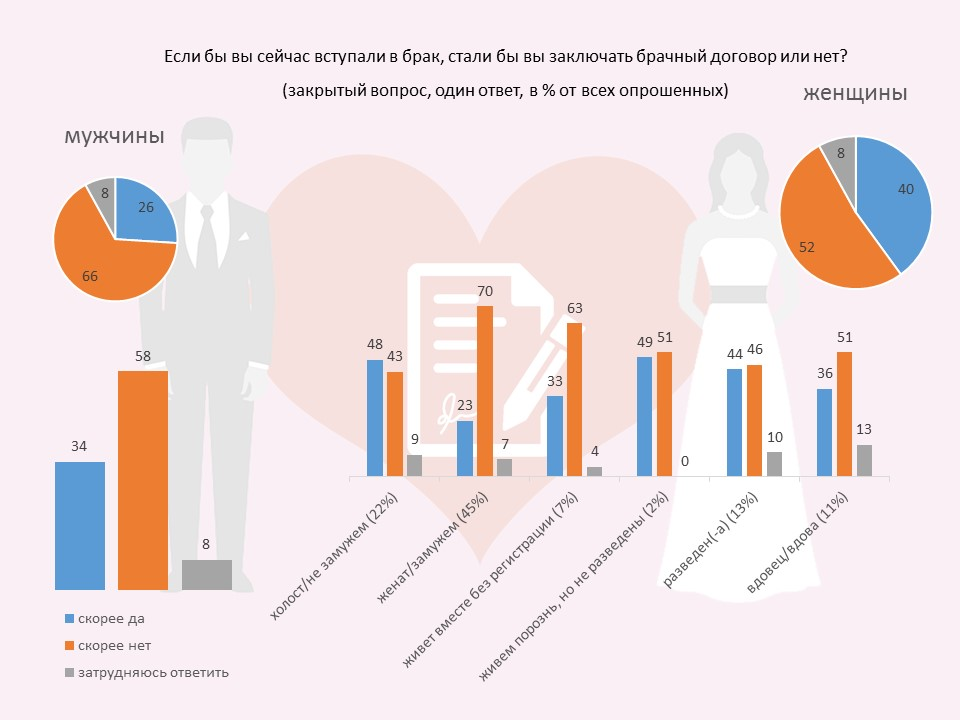 Если бы вы сейчас вступали в брак, стали бы вы заключать брачный договор или нет?
(закрытый вопрос, один ответ, в % от всех опрошенных)
женщины
мужчины
8
40
52
8
26
66
34
58
8
48
43
9
23
70
7
33
63
4
49
51
0
44
46
10
36
51
13
холост/не замужем (22%)
женат/замужем (45%)
живет вместе без регистрации (7%)
живем порознь, но не разведены (2%)
разведен(-а) (13%)
вдовец/вдова (11%)
скорее да
скорее нет
затрудняюсь ответить